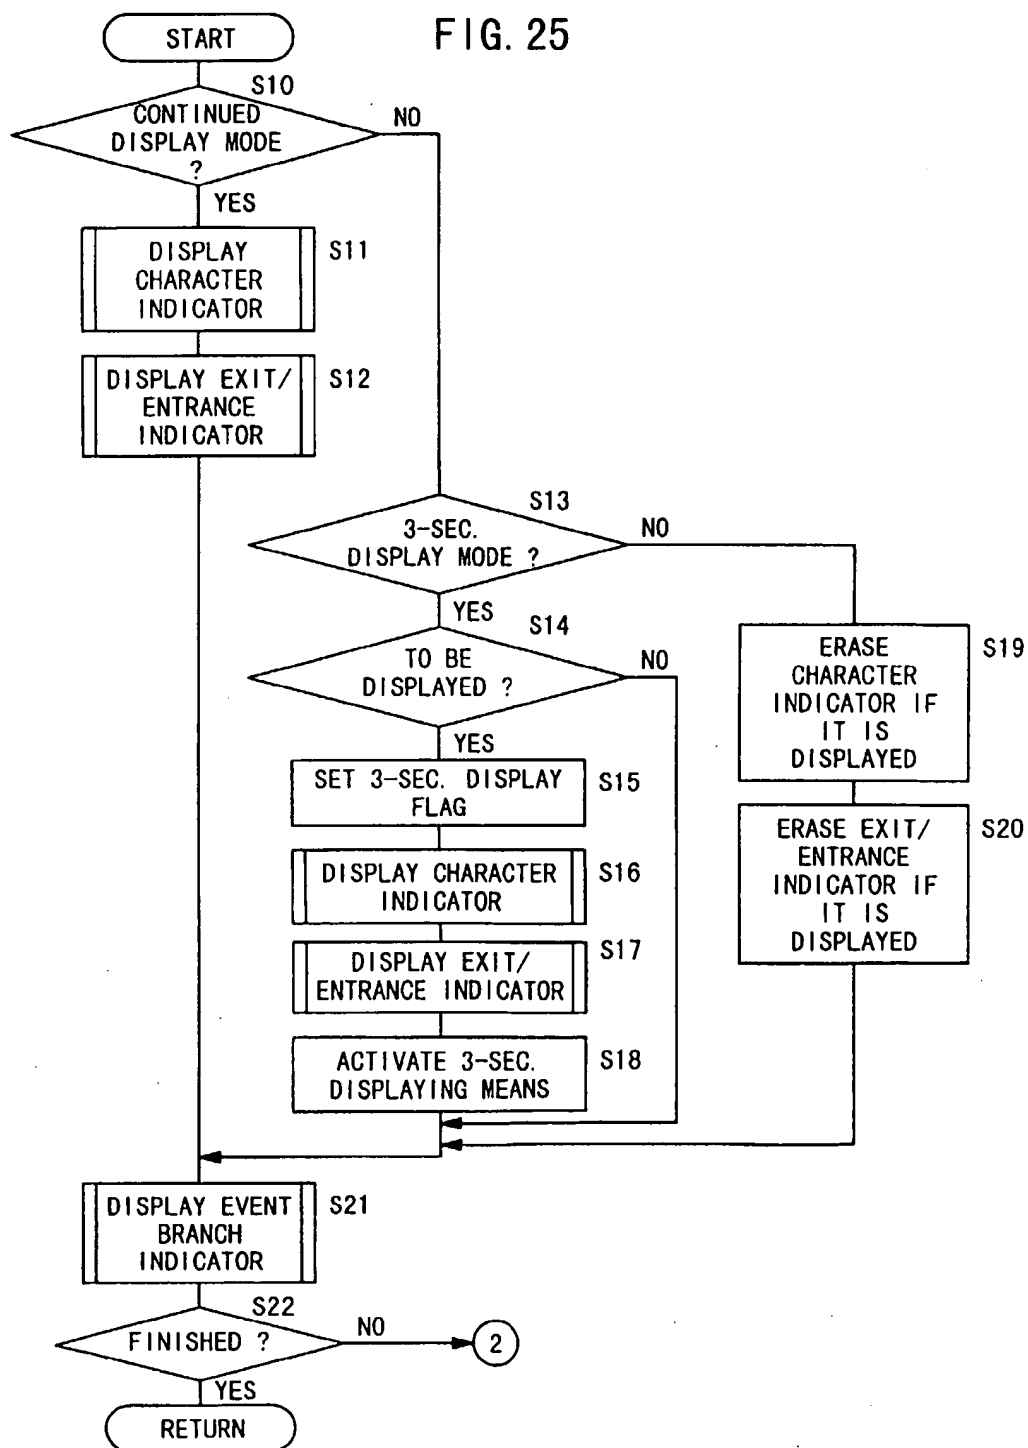 FIG. 25
START
S10
CONTINUED
DISPLAY MODE
?
NO
YES
DISPLAY
CHARACTER
INDICATOR
S11
DISPLAY EXIT/
ENTRANCE
INDICATOR
S12
S13
3-SEC.
DISPLAY MODE ?
NO
YES
S14
TO BE
DISPLAYED ?
NO
YES
SET 3-SEC. DISPLAY
FLAG
S15
DISPLAY CHARACTER
INDICATOR
S16
DISPLAY EXIT/
ENTRANCE INDICATOR
S17
ACTIVATE 3-SEC.
DISPLAYING MEANS
S18
ERASE
CHARACTER
INDICATOR IF
IT IS
DISPLAYED
S19
ERASE EXIT/
ENTRANCE
INDICATOR IF
IT IS
DISPLAYED
S20
DISPLAY EVENT
BRANCH
INDICATOR
S21
S22
FINISHED ?
NO
2
YES
RETURN